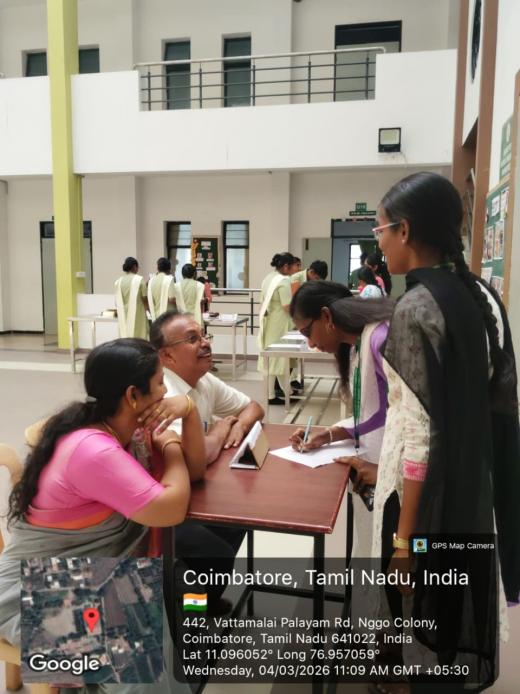 GPS Map Camera
Coimbatore, Tamil Nadu, India
442, Vattamalai Palayam Rd, Nggo Colony,
Coimbatore, Tamil Nadu 641022, India
Lat 11.096052° Long 76.957059°
Wednesday, 04/03/2026 11:09 AM GMT +05:30
Google